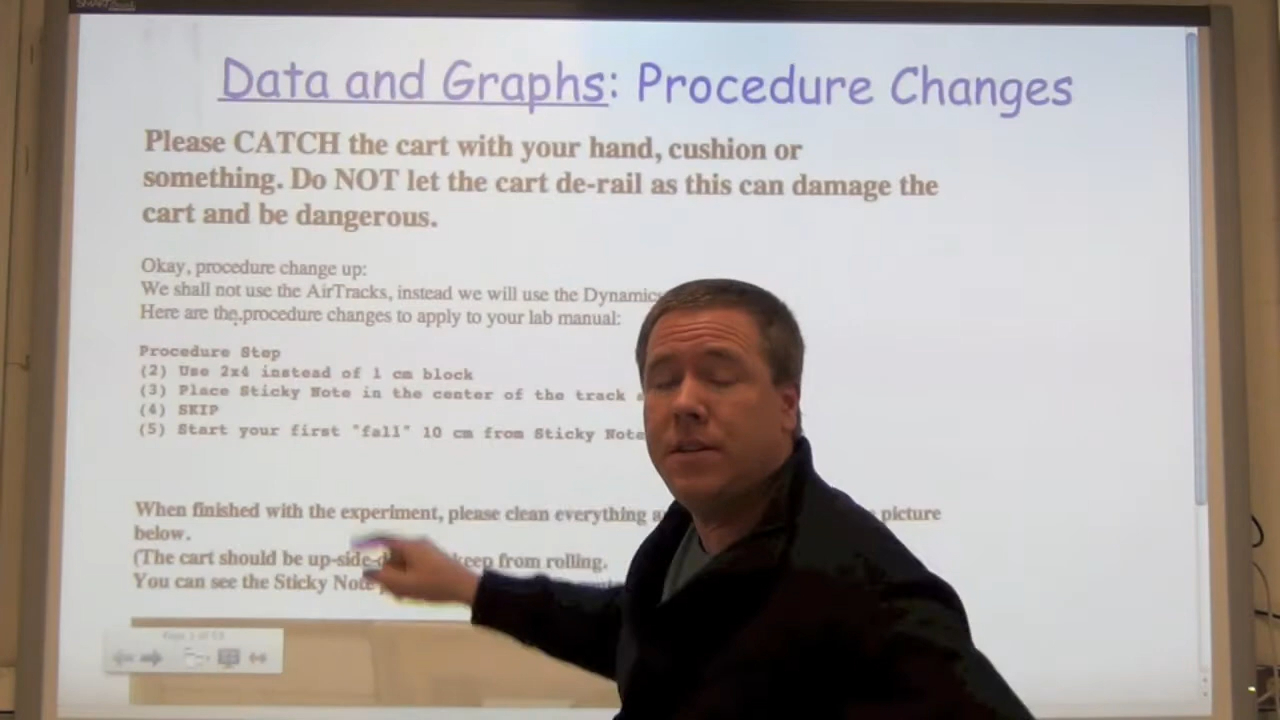 SMART
Data and Graphs: Procedure Changes
Please CATCH the cart with your hand, cushion or
something. Do NOT let the cart de-rail as this can damage the
cart and be dangerous.
Okay, procedure change up:
We shall not use the AirTracks, instead we will use the Dynamic
Here are the procedure changes to apply to your lab manual:
Procedure Step
(2) Use 2x4 instead of 1 cm block
(3) Place Sticky Note in the center of the track
(4) SKIP
(5) Start your first "fall" 10 cm from Sticky Note
When finished with the experiment, please clean everything picture
below.
(The cart should be up-side- keep from rolling.
You can see the Sticky Note